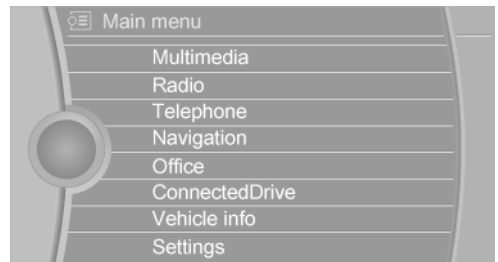 Main menu
Multimedia
Radio
Telephone
Navigation
Office
ConnectedDrive
Vehicle info
Settings